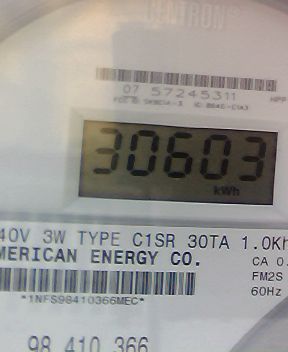 CENTRON®
07 57245311
30603
kWh
40V 3W TYPE C1SR 30TA 1.0Kh
MERICAN ENERGY CO.
CA 0.
FM2S
60Hz
*1NFS98410366MEC*
98 410 366